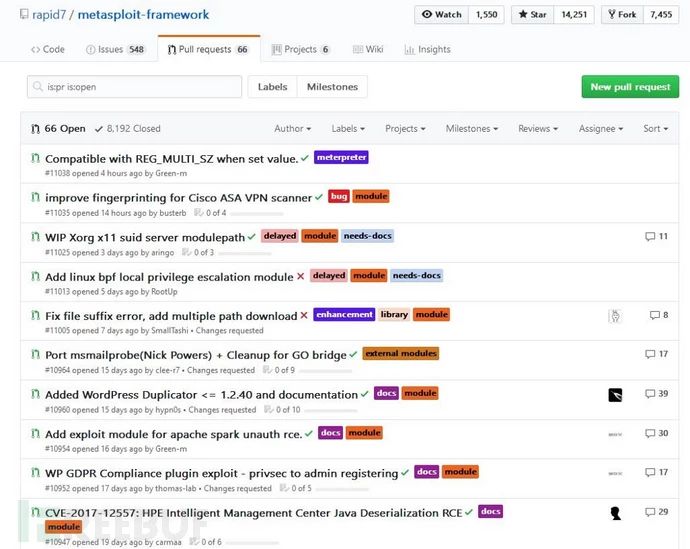 rapid7 / metasploit-framework Watch 1,550 Star 14,251 Fork 7,455
Code Issues 548 Pull requests 66 Projects 6 Wiki Insights
is:pr is:open Labels Milestones New pull request
66 Open 8,192 Closed Author Labels Projects Milestones Reviews Assignee Sort
Compatible with REG_MULTI_SZ when set value. meterpreter
#11038 opened 4 hours ago by Green-m
improve fingerprinting for Cisco ASA VPN scanner bug module
#11035 opened 14 hours ago by busterb 0 of 4
WIP Xorg x11 suid server modulepath delayed module needs-docs 11
#11025 opened 3 days ago by aringo 0 of 3
Add linux bpf local privilege escalation module delayed module needs-docs
#11013 opened 5 days ago by RootUp
Fix file suffix error, add multiple path download enhancement library module 8
#11005 opened 7 days ago by SmallTashi • Changes requested
Port msmailprobe(Nick Powers) + Cleanup for GO bridge external modules 17
#10964 opened 15 days ago by clee-r7 • Changes requested 0 of 9
Added WordPress Duplicator <= 1.2.40 and documentation docs module 39
#10960 opened 15 days ago by hypn0s • Changes requested 0 of 10
Add exploit module for apache spark unauth rce. docs module 30
#10954 opened 16 days ago by Green-m
WP GDPR Compliance plugin exploit - privsec to admin registering docs module 17
#10952 opened 17 days ago by thomas-lab • Changes requested 0 of 5
CVE-2017-12557: HPE Intelligent Management Center Java Deserialization RCE docs 29
module
#10947 opened 19 days ago by carmaa 0 of 6